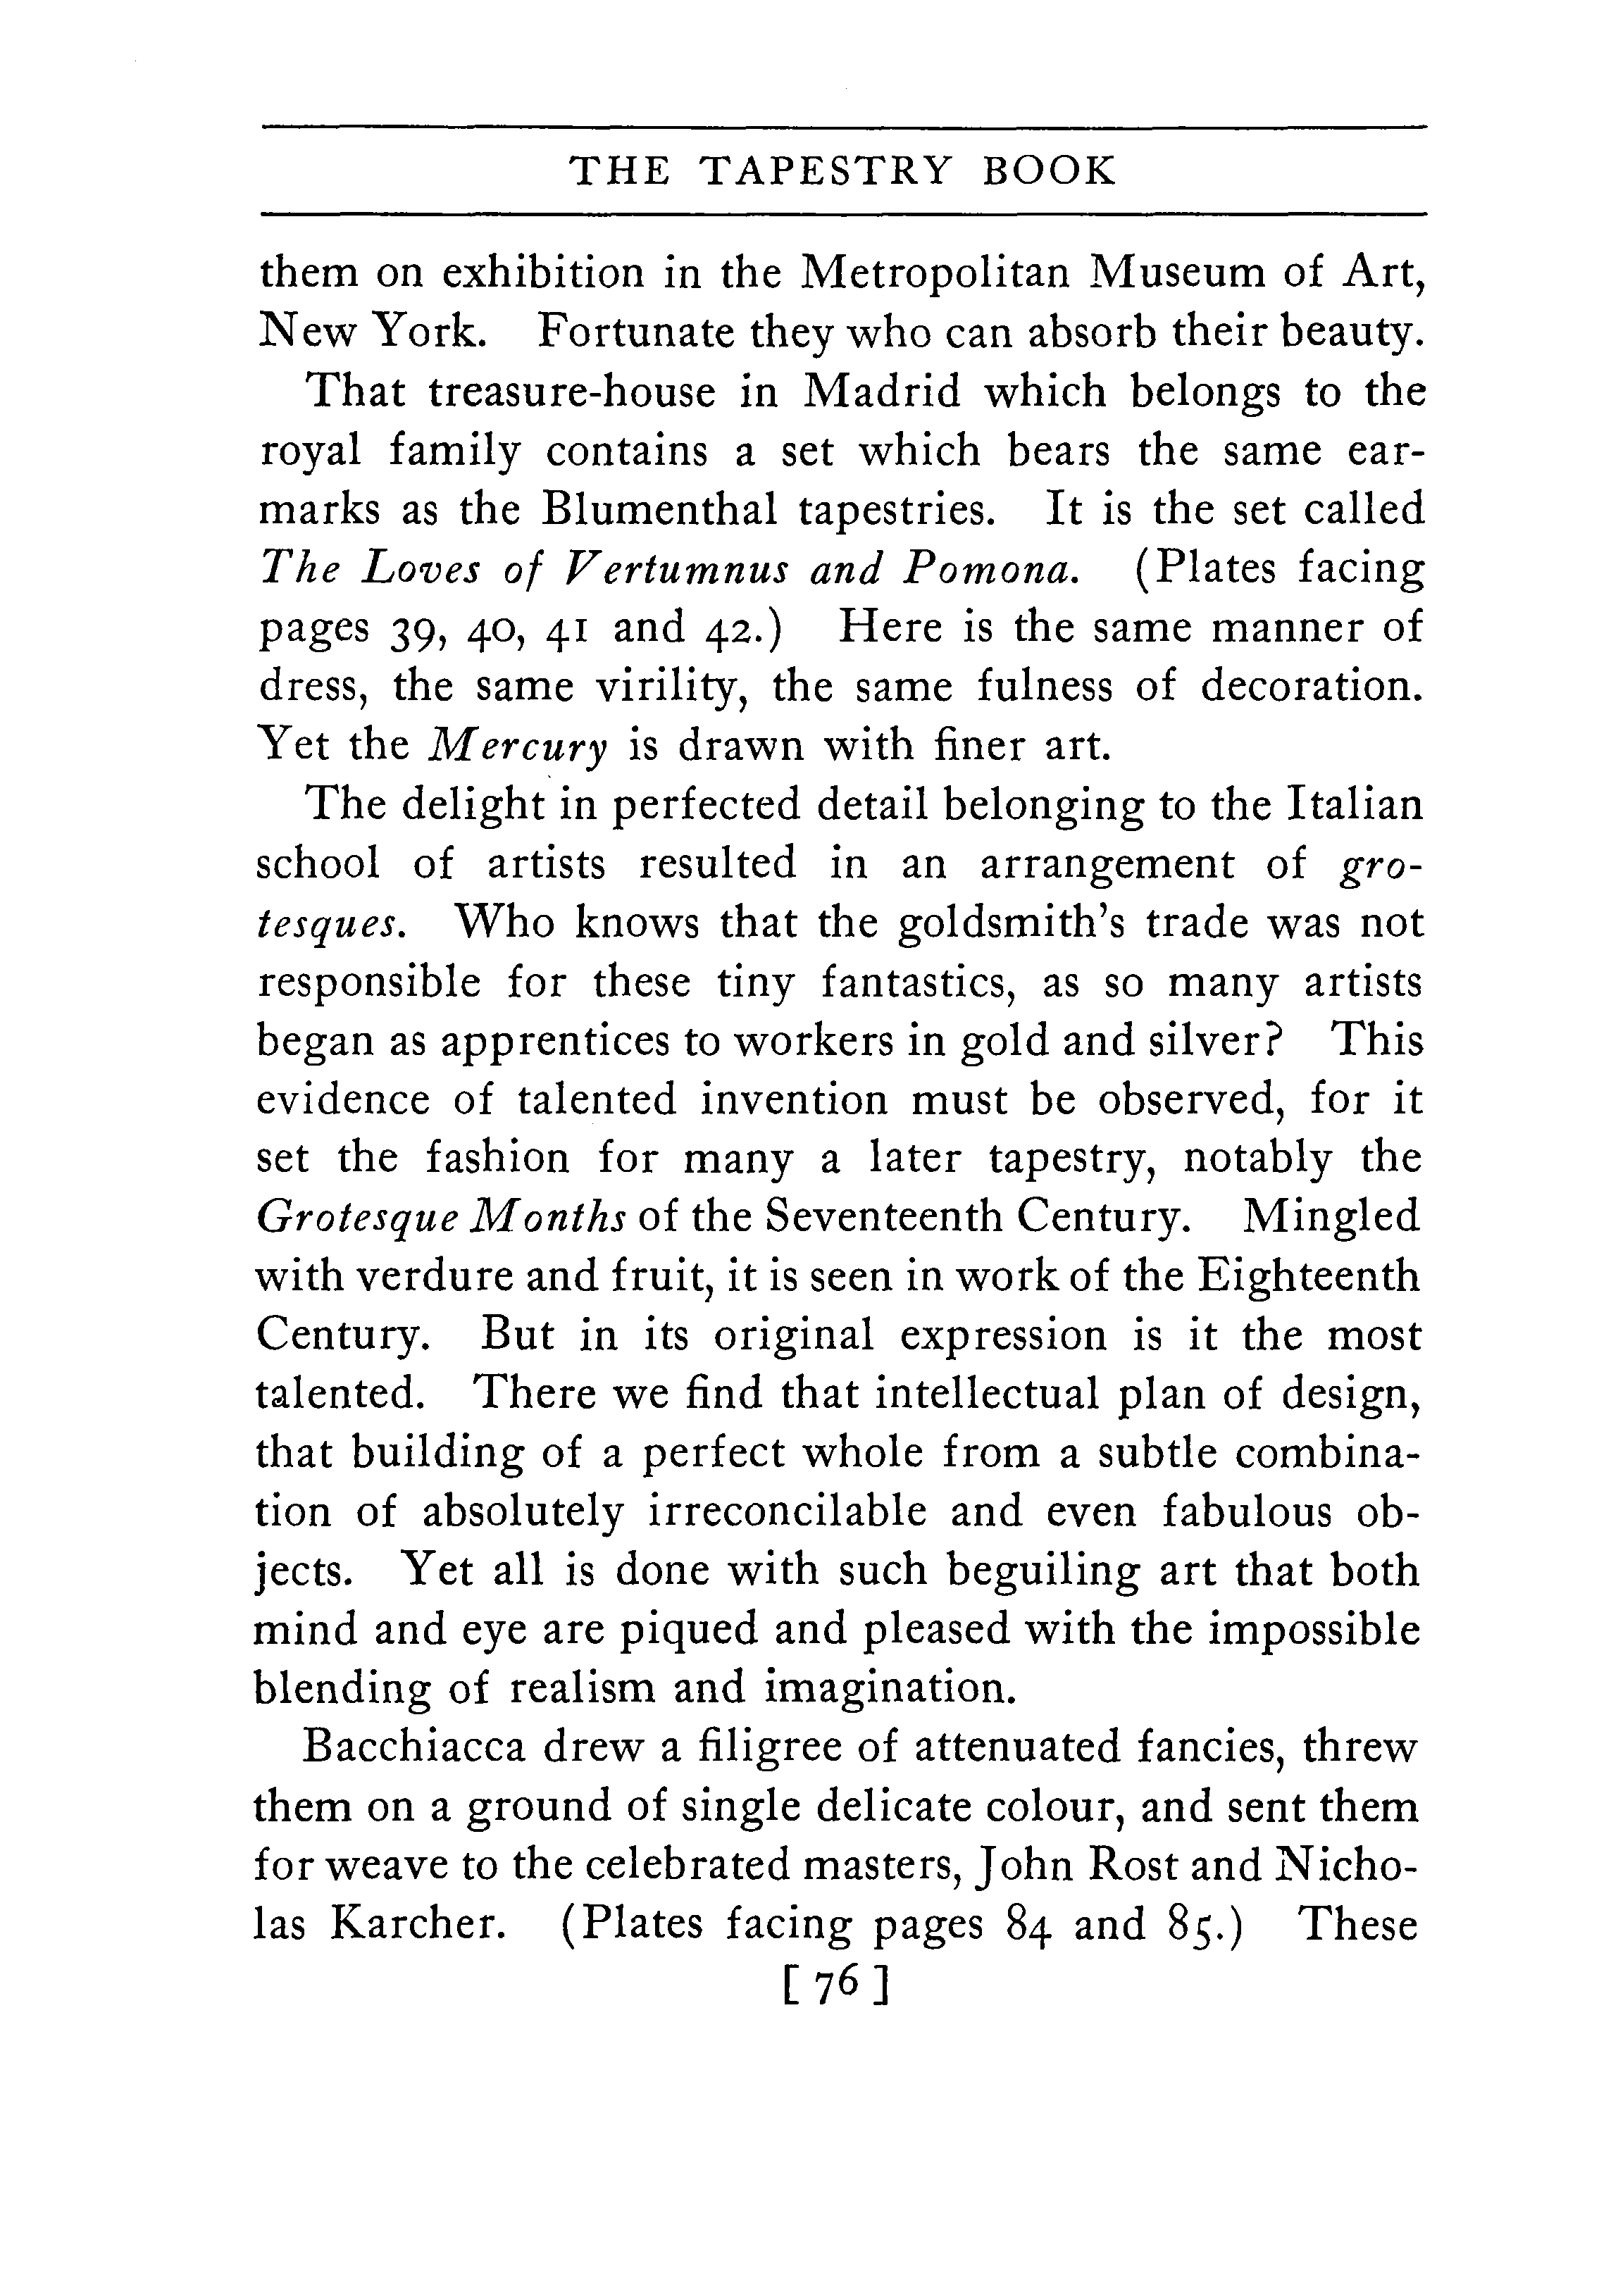 THE TAPESTRY BOOK
them on exhibition in the Metropolitan Museum of Art,
New York. Fortunate they who can absorb their beauty.
That treasure-house in Madrid which belongs to the
royal family contains a set which bears the same ear-
marks as the Blumenthal tapestries. It is the set called
The Loves of Vertumnus and Pomona. (Plates facing
pages 39, 40, 41 and 42.) Here is the same manner of
dress, the same virility, the same fulness of decoration.
Yet the Mercury is drawn with finer art.
The delight in perfected detail belonging to the Italian
school of artists resulted in an arrangement of gro-
tesques. Who knows that the goldsmith's trade was not
responsible for these tiny fantastics, as so many artists
began as apprentices to workers in gold and silver? This
evidence of talented invention must be observed, for it
set the fashion for many a later tapestry, notably the
Grotesque Months of the Seventeenth Century. Mingled
with verdure and fruit, it is seen in work of the Eighteenth
Century. But in its original expression is it the most
talented. There we find that intellectual plan of design,
that building of a perfect whole from a subtle combina-
tion of absolutely irreconcilable and even fabulous ob-
jects. Yet all is done with such beguiling art that both
mind and eye are piqued and pleased with the impossible
blending of realism and imagination.
Bacchiacca drew a filigree of attenuated fancies, threw
them on a ground of single delicate colour, and sent them
for weave to the celebrated masters, John Rost and Nicho-
las Karcher. (Plates facing pages 84 and 85.) These
[76]